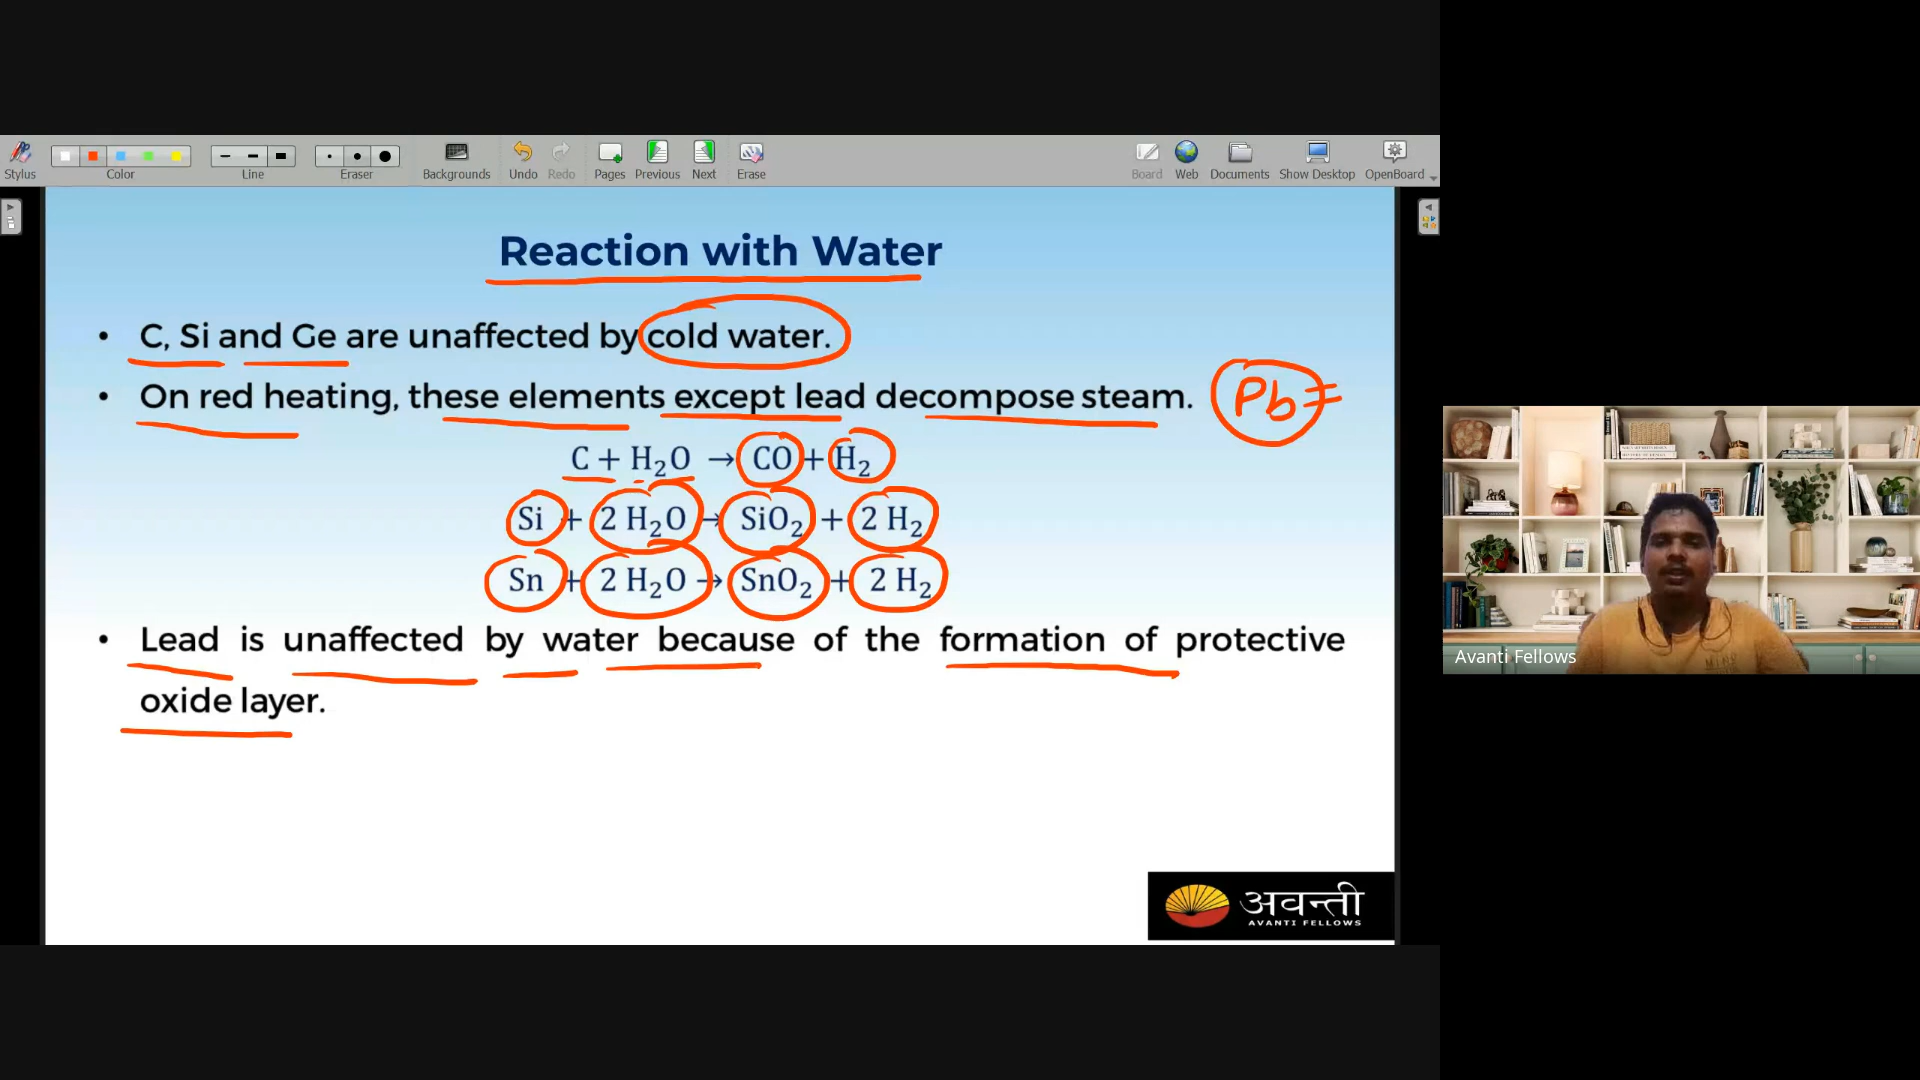 Stylus
Color
Line
Eraser
Backgrounds
Undo
Redo
Pages
Previous
Next
Erase
Board
Web
Documents
Show Desktop
OpenBoard
Reaction with Water
• C, Si and Ge are unaffected by cold water.
• On red heating, these elements except lead decompose steam.
Pb
C + H₂O → CO + H₂
Si + 2 H₂O → SiO₂ + 2 H₂
Sn + 2 H₂O → SnO₂ + 2 H₂
• Lead is unaffected by water because of the formation of protective
oxide layer.
Avanti Fellows
अवन्ती
AVANTI FELLOWS